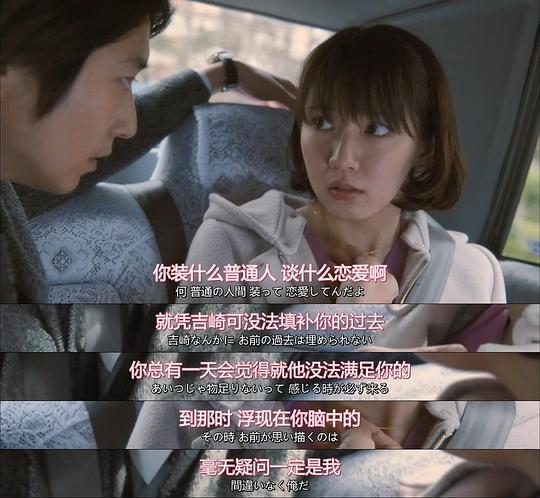 你装什么普通人 谈什么恋爱啊
何 普通の人間 装って 恋愛してんだよ
就凭吉崎可没法填补你的过去
吉崎なんかに お前の過去は埋められない
你总有一天会觉得就他没法满足你的
あいつじゃ物足りないって 感じる時が必ず来る
到那时 浮现在你脑中的
その時 お前が思い描くのは
毫无疑问一定是我
間違いなく俺だ